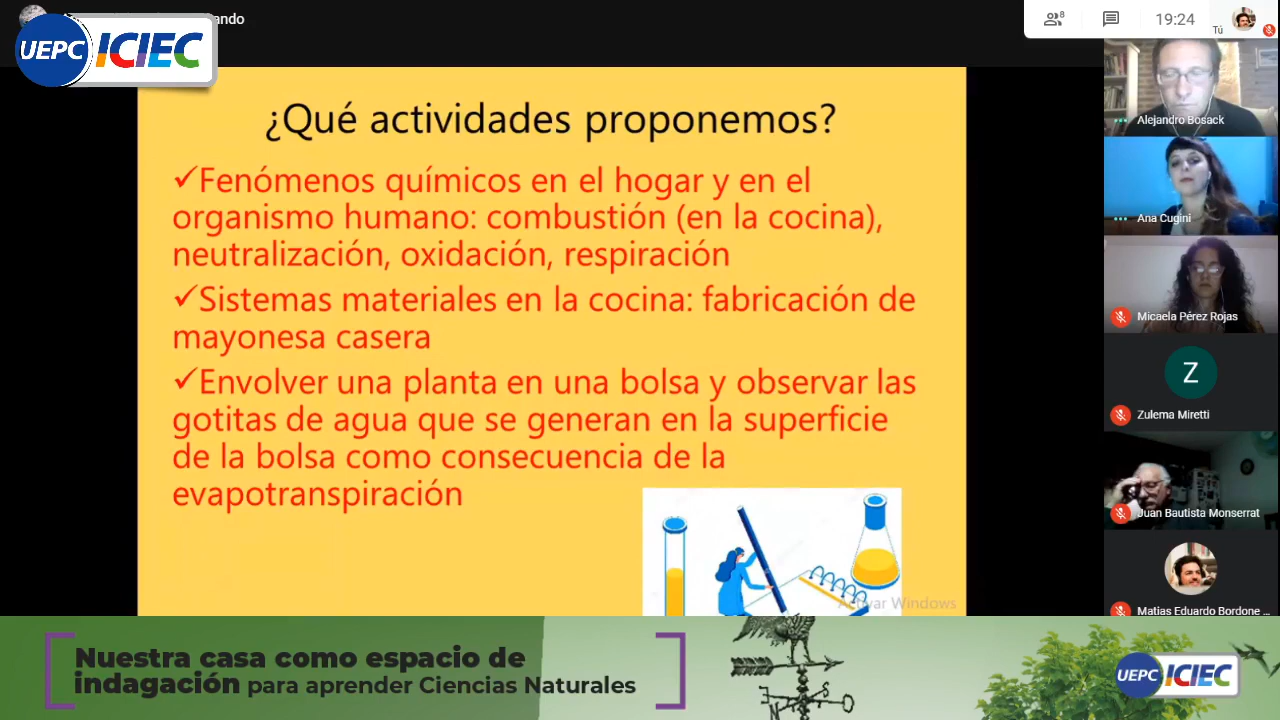 ando
UEPC ICIEC
8
19:24
Tú
¿Qué actividades proponemos?
✓Fenómenos químicos en el hogar y en el
organismo humano: combustión (en la cocina),
neutralización, oxidación, respiración
✓Sistemas materiales en la cocina: fabricación de
mayonesa casera
✓Envolver una planta en una bolsa y observar las
gotitas de agua que se generan en la superficie
de la bolsa como consecuencia de la
evapotranspiración
Activar Windows
Alejandro Bosack
Ana Cugini
Micaela Pérez Rojas
Z
Zulema Miretti
Juan Bautista Monserrat
Matías Eduardo Bordone ...
Nuestra casa como espacio de
indagación para aprender Ciencias Naturales
N
UEPC ICIEC